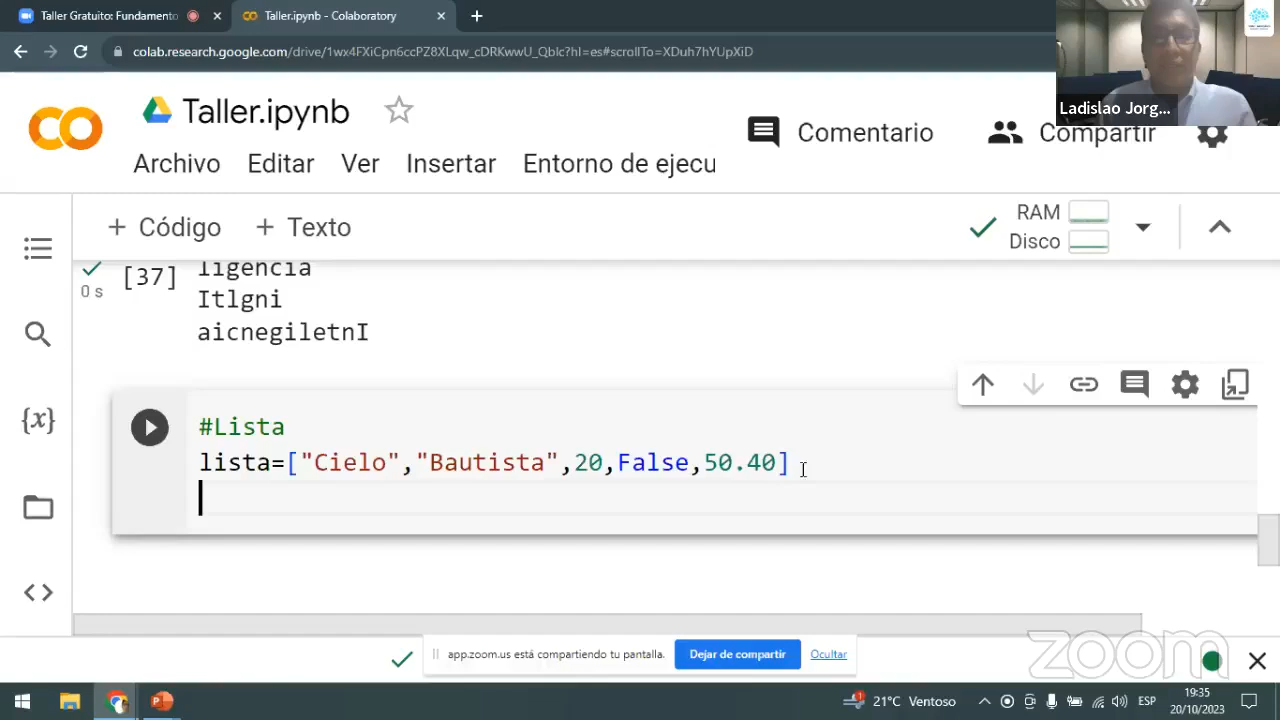 Taller Gratuito: Fundamento
Taller.ipynb - Colaboratory
colab.research.google.com/drive/1wx4FXiCpn6ccPZ8XLqw_cDRKwwU_Qblc?hl=es#scrollTo=XDuh7hYUpXiD
Ladislao Jorg...
Taller.ipynb
Comentario
Compartir
Archivo Editar Ver Insertar Entorno de ejecu
+ Código + Texto
RAM
Disco
[37]
0 s
ligencia
Itlgni
aicnegiletnI
{x}
#Lista
lista=["Cielo","Bautista",20,False,50.40]
app.zoom.us está compartiendo tu pantalla.
Dejar de compartir
Ocultar
zoom
21°C Ventoso
ESP
19:35
20/10/2023